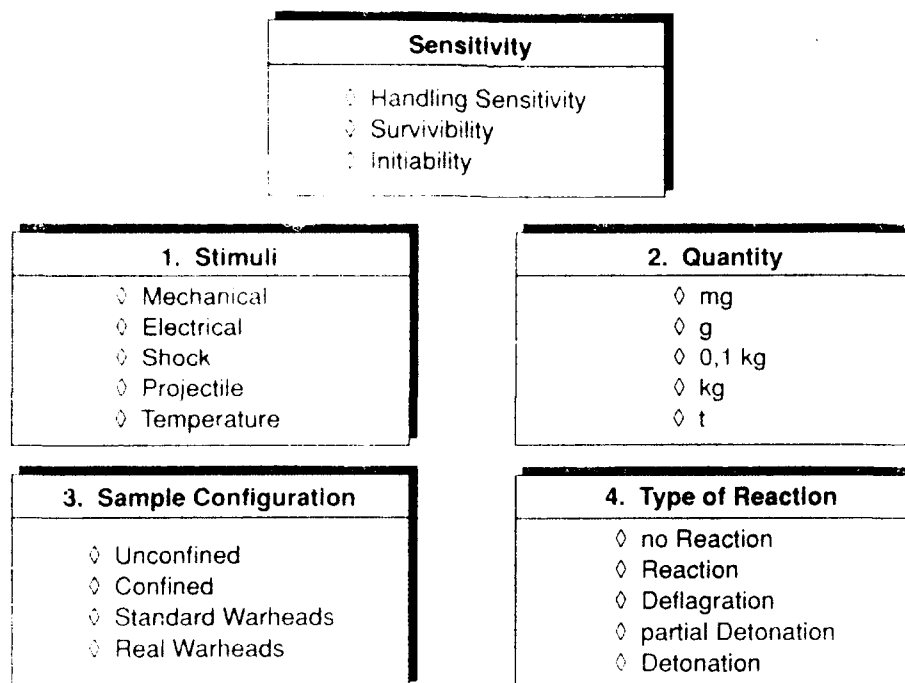 Sensitivity
◊ Handling Sensitivity
◊ Survivibility
◊ Initiability
1. Stimuli
◊ Mechanical
◊ Electrical
◊ Shock
◊ Projectile
◊ Temperature
2. Quantity
◊ mg
◊ g
◊ 0,1 kg
◊ kg
◊ t
3. Sample Configuration
◊ Unconfined
◊ Confined
◊ Standard Warheads
◊ Real Warheads
4. Type of Reaction
◊ no Reaction
◊ Reaction
◊ Deflagration
◊ partial Detonation
◊ Detonation